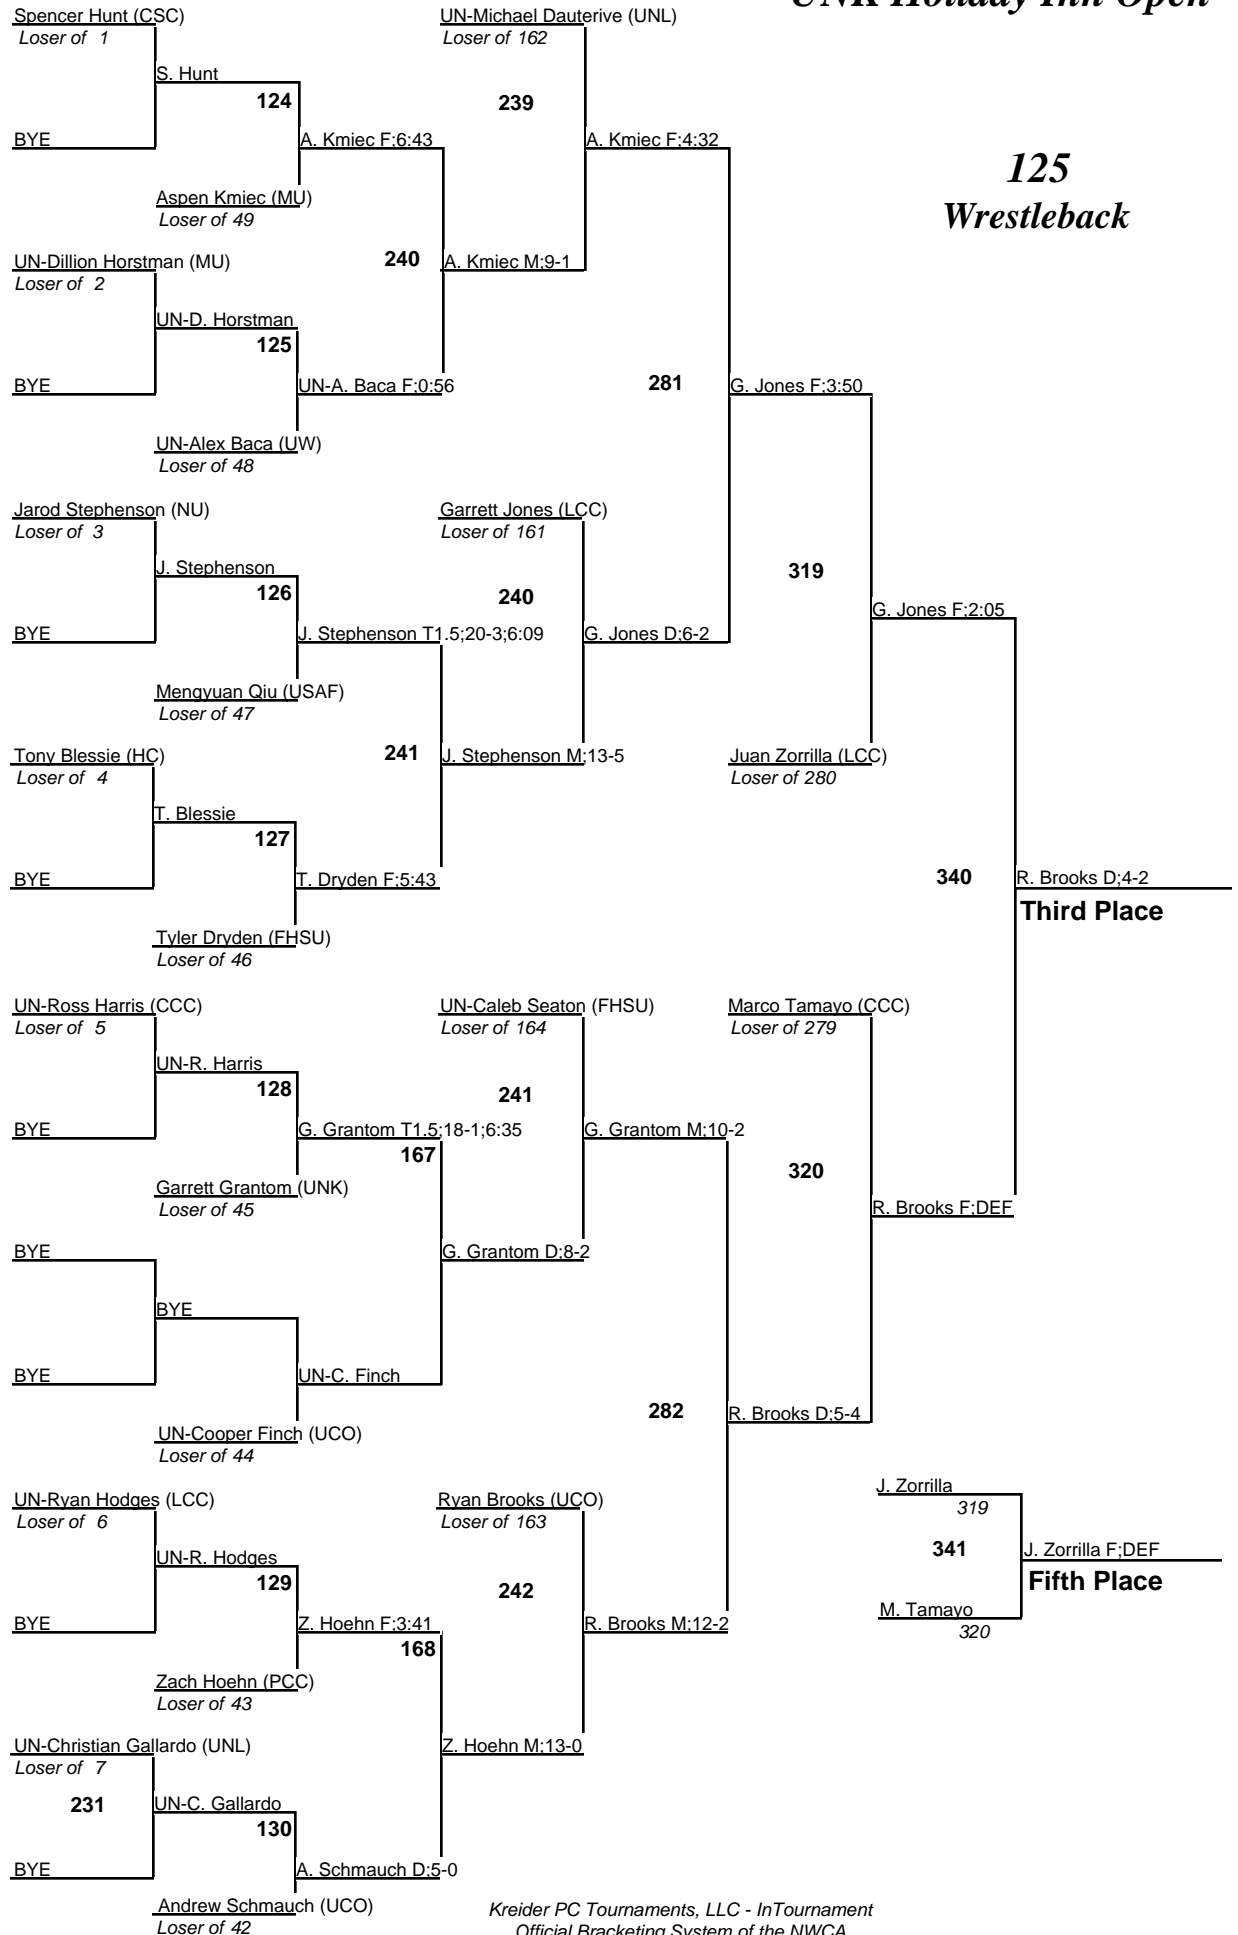 UNK Holiday Inn Open
Spencer Hunt (CSC)
Loser of 1
UN-Michael Dauterive (UNL)
Loser of 162
S. Hunt
124
239
BYE
A. Kmiec F;6:43
A. Kmiec F;4:32
125
Wrestleback
Aspen Kmiec (MU)
Loser of 49
UN-Dillion Horstman (MU)
Loser of 2
240
A. Kmiec M;9-1
UN-D. Horstman
125
BYE
UN-A. Baca F;0:56
281
G. Jones F;3:50
UN-Alex Baca (UW)
Loser of 48
Jarod Stephenson (NU)
Loser of 3
Garrett Jones (LCC)
Loser of 161
J. Stephenson
126
240
319
G. Jones F;2:05
BYE
J. Stephenson T1.5;20-3;6:09
G. Jones D;6-2
Mengyuan Qiu (USAF)
Loser of 47
Tony Blessie (HC)
Loser of 4
241
J. Stephenson M;13-5
Juan Zorrilla (LCC)
Loser of 280
T. Blessie
127
BYE
T. Dryden F;5:43
340
R. Brooks D;4-2
Third Place
Tyler Dryden (FHSU)
Loser of 46
UN-Ross Harris (CCC)
Loser of 5
UN-Caleb Seaton (FHSU)
Loser of 164
Marco Tamayo (CCC)
Loser of 279
UN-R. Harris
128
241
BYE
G. Grantom T1.5;18-1;6:35
167
G. Grantom M;10-2
320
Garrett Grantom (UNK)
Loser of 45
R. Brooks F;DEF
BYE
G. Grantom D;8-2
BYE
BYE
UN-C. Finch
282
R. Brooks D;5-4
UN-Cooper Finch (UCO)
Loser of 44
UN-Ryan Hodges (LCC)
Loser of 6
Ryan Brooks (UCO)
Loser of 163
J. Zorrilla
319
341
J. Zorrilla F;DEF
Fifth Place
UN-R. Hodges
129
242
BYE
Z. Hoehn F;3:41
168
R. Brooks M;12-2
M. Tamayo
320
Zach Hoehn (PCC)
Loser of 43
UN-Christian Gallardo (UNL)
Loser of 7
Z. Hoehn M;13-0
231
UN-C. Gallardo
130
BYE
A. Schmauch D;5-0
Andrew Schmauch (UCO)
Loser of 42
Kreider PC Tournaments, LLC - InTournament
Official Bracketing System of the NWCA